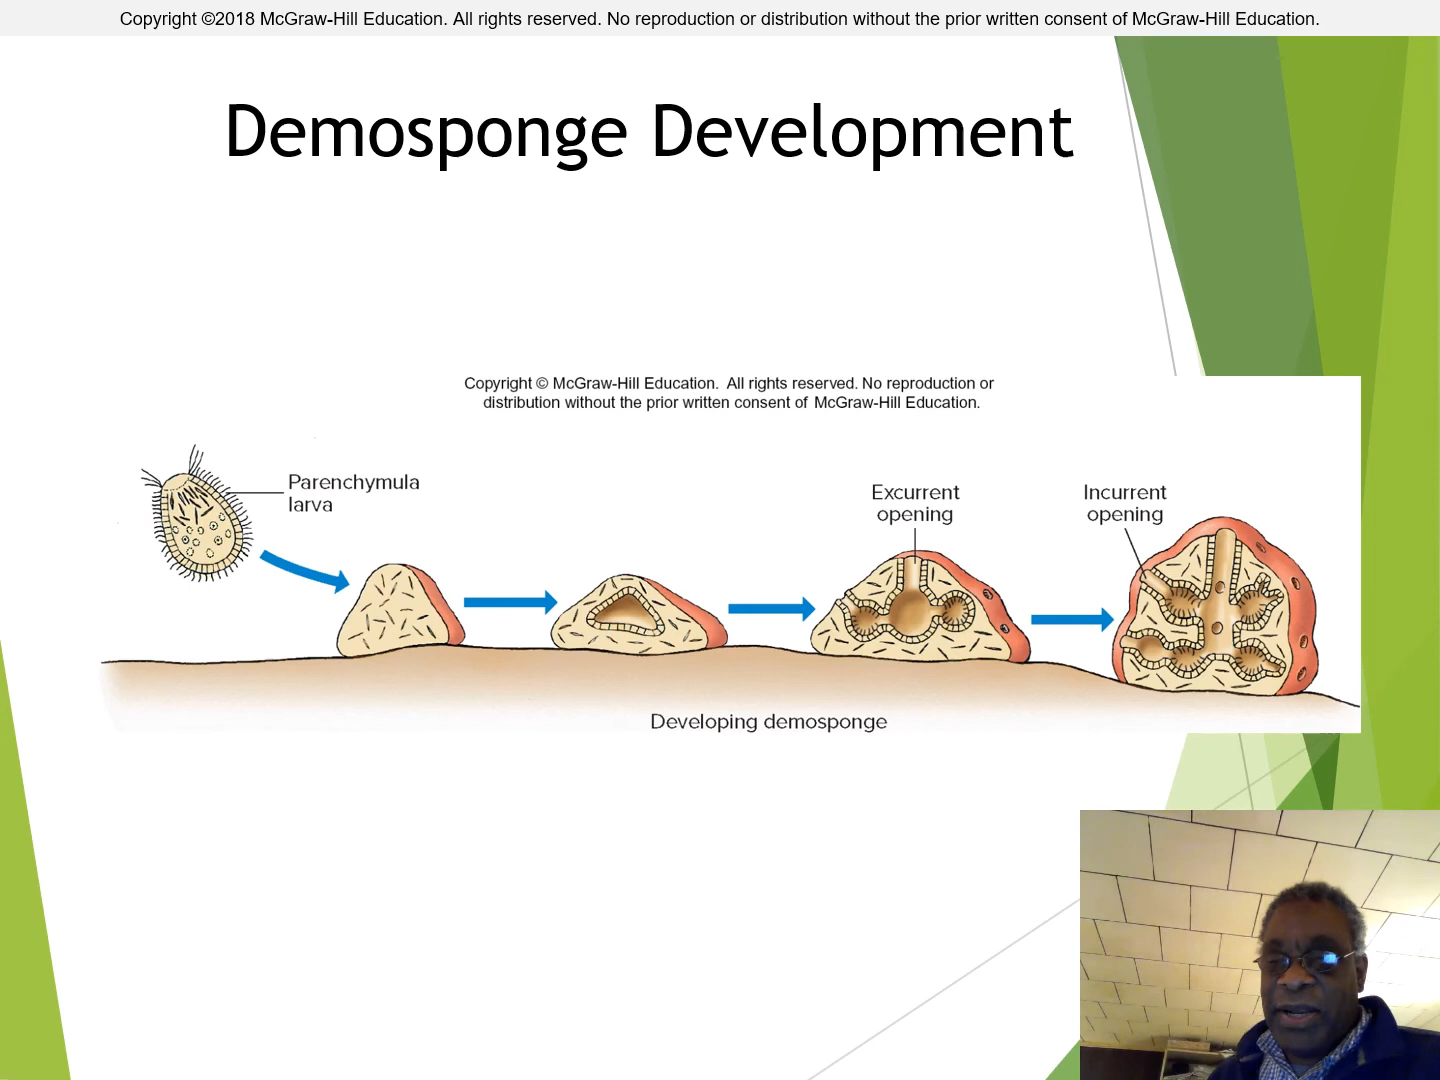 Copyright ©2018 McGraw-Hill Education. All rights reserved. No reproduction or distribution without the prior written consent of McGraw-Hill Education.
Demosponge Development
Copyright © McGraw-Hill Education. All rights reserved. No reproduction or
distribution without the prior written consent of McGraw-Hill Education.
Parenchymula
larva
Excurrent
opening
Incurrent
opening
Developing demosponge